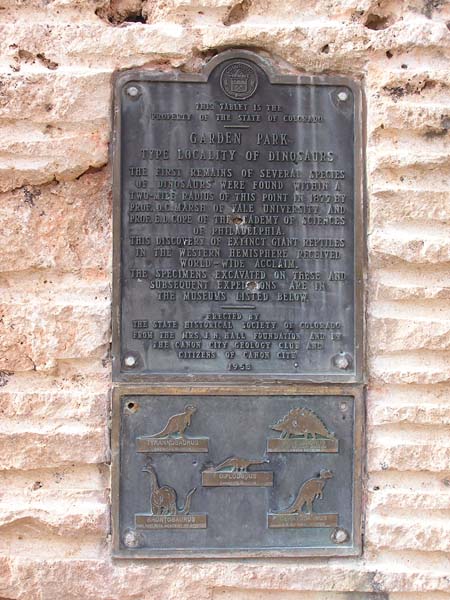 THIS TABLET IS THE
PROPERTY OF THE STATE OF COLORADO
GARDEN PARK
TYPE LOCALITY OF DINOSAURS
THE FIRST REMAINS OF SEVERAL SPECIES
OF DINOSAURS WERE FOUND WITHIN A
TWO-MILE RADIUS OF THIS POINT IN 1877 BY
PROF. O.C. MARSH OF YALE UNIVERSITY AND
PROF. E.D. COPE OF THE ACADEMY OF SCIENCES
OF PHILADELPHIA.
THIS DISCOVERY OF EXTINCT GIANT REPTILES
IN THE WESTERN HEMISPHERE RECEIVED
WORLD-WIDE ACCLAIM.
THE SPECIMENS EXCAVATED ON THESE AND
SUBSEQUENT EXPEDITIONS ARE IN
THE MUSEUMS LISTED BELOW.
ERECTED BY
THE STATE HISTORICAL SOCIETY OF COLORADO
FROM THE MRS. J.N. HALL FOUNDATION AND BY
THE CANON CITY GEOLOGY CLUB AND
CITIZENS OF CANON CITY
1953
TYRANNOSAURUS
DIPLODOCUS
BRONTOSAURUS